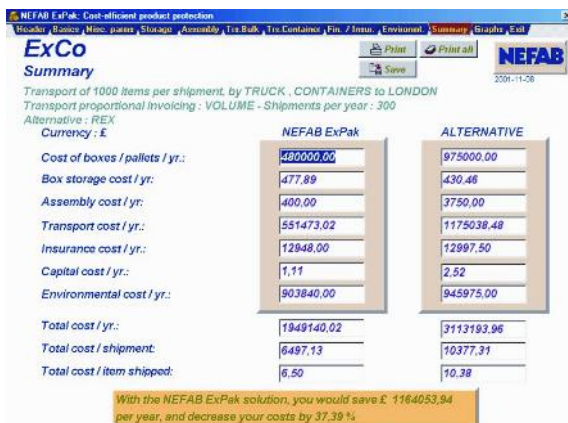 NEFAB ExPak: Cost-efficient product protection
Header Basics Misc. parms Storage Assembly Trs.Bulk Trs.Container Fin. / Insur. Environm. Summary Graphs Exit
ExCo
Print Print all
NEFAB
Summary
Save
2001-11-08
Transport of 1000 items per shipment, by TRUCK , CONTAINERS to LONDON
Transport proportional invoicing : VOLUME - Shipments per year : 300
Alternative : REX
Currency : £ NEFAB ExPak ALTERNATIVE
Cost of boxes / pallets / yr.: 480000,00 975000,00
Box storage cost / yr: 477,89 430,46
Assembly cost / yr: 400,00 3750,00
Transport cost / yr.: 551473,02 1175038,48
Insurance cost / yr.: 12948,00 12997,50
Capital cost / yr.: 1,11 2,52
Environmental cost / yr.: 903840,00 945975,00
Total cost / yr.: 1949140,02 3113193,96
Total cost / shipment: 6497,13 10377,31
Total cost / item shipped: 6,50 10,38
With the NEFAB ExPak solution, you would save £ 1164053,94
per year, and decrease your costs by 37,39 %